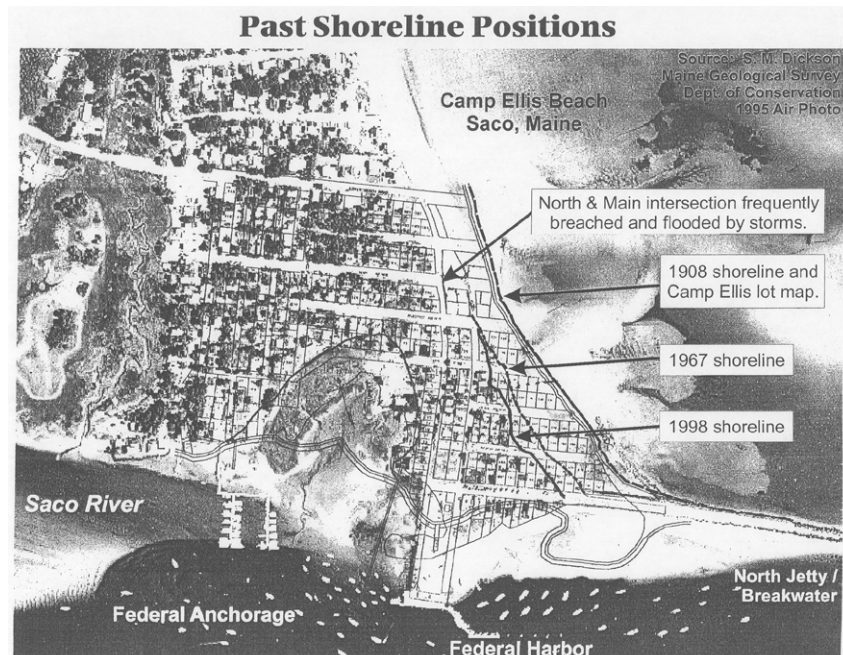 Past Shoreline Positions
Source: S. M. Dickson
Maine Geological Survey
Dept. of Conservation
1995 Air Photo
Camp Ellis Beach
Saco, Maine
North & Main intersection frequently
breached and flooded by storms.
1908 shoreline and
Camp Ellis lot map.
1967 shoreline
1998 shoreline
Saco River
North Jetty /
Breakwater
Federal Anchorage
Federal Harbor